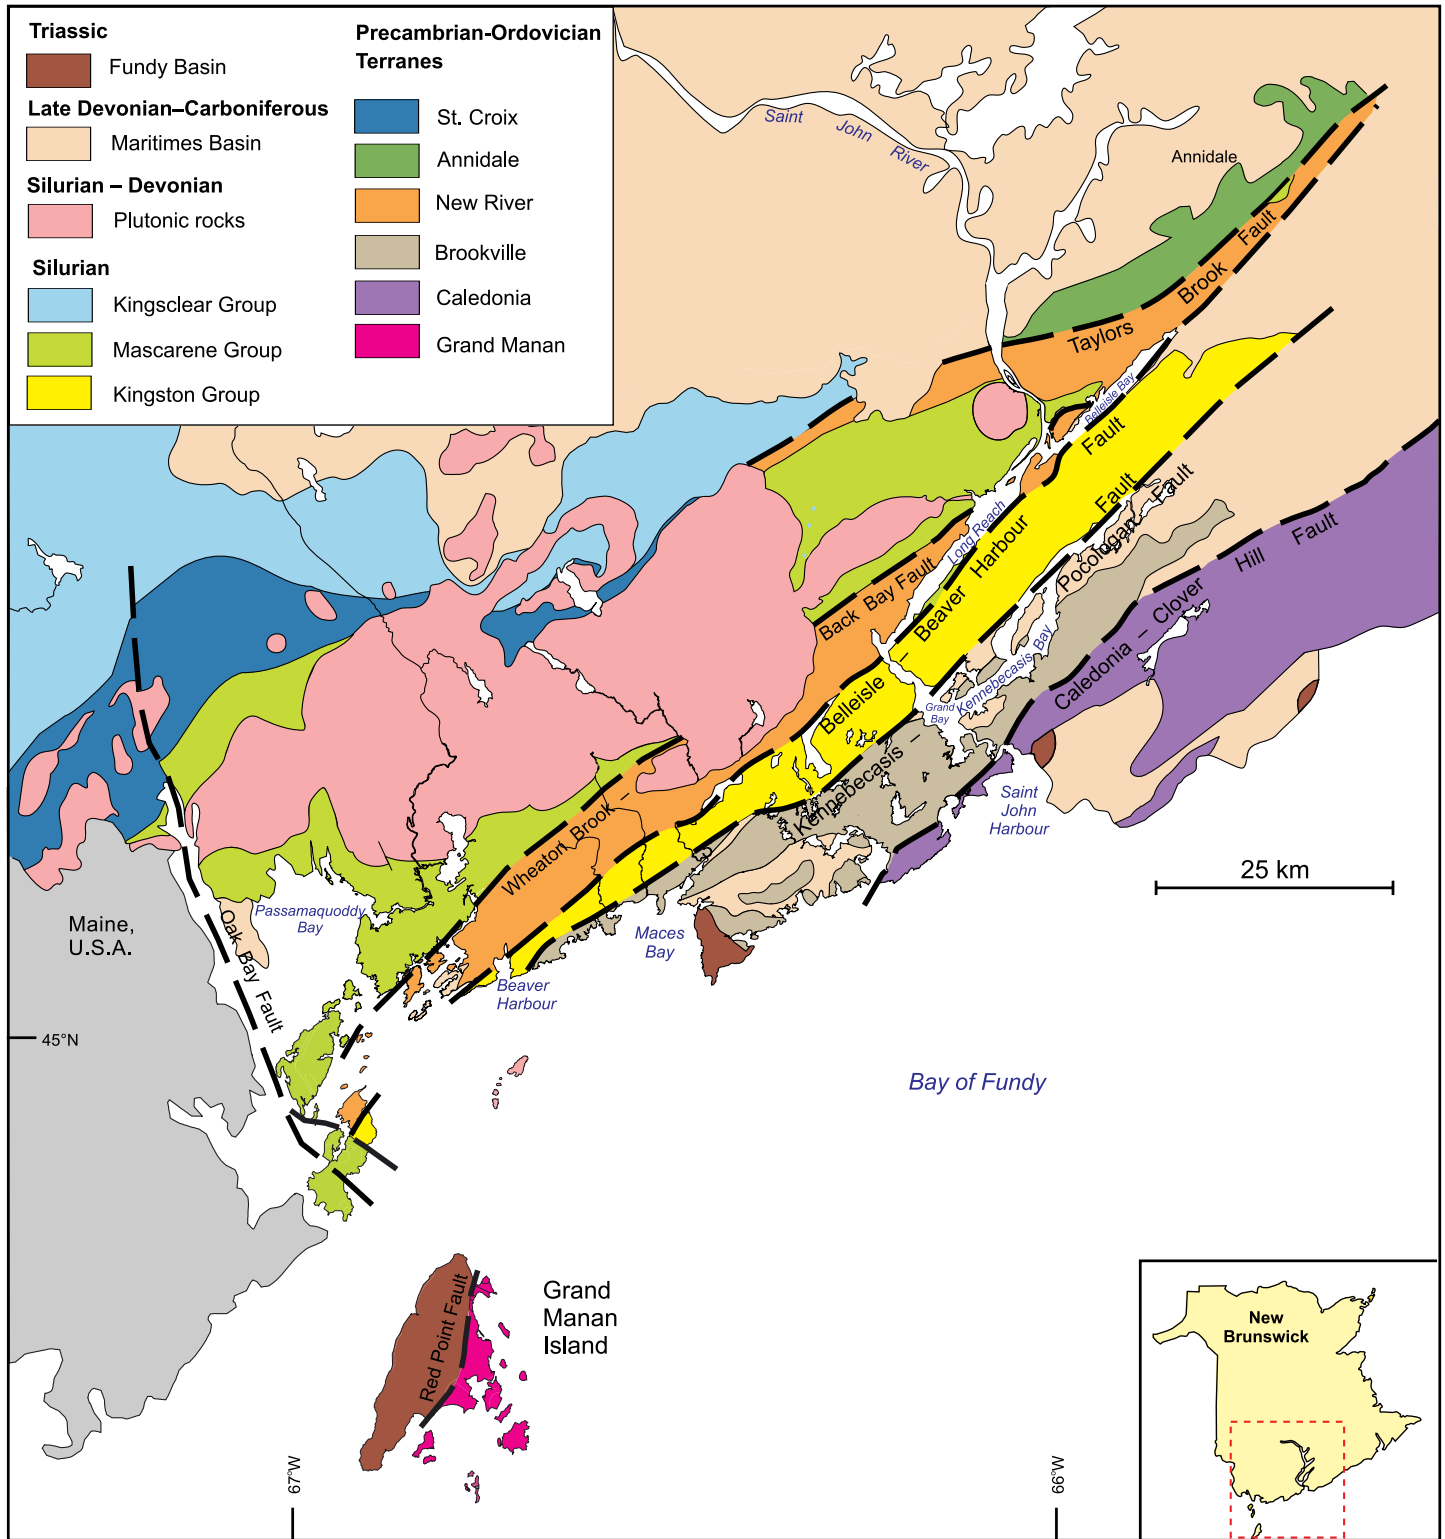 Triassic
Fundy Basin
Late Devonian–Carboniferous
Maritimes Basin
Silurian – Devonian
Plutonic rocks
Silurian
Kingsclear Group
Mascarene Group
Kingston Group
Precambrian-Ordovician
Terranes
St. Croix
Annidale
New River
Brookville
Caledonia
Grand Manan
Saint John River
Annidale
Taylors Brook Fault
Belleisle Bay
Long Reach
Back Bay Fault
Belleisle – Beaver Harbour Fault
Kennebecasis – Pocologan Fault
Fault
Kennebecasis Bay
Grand
Bay
Caledonia – Clover Hill Fault
Wheaton Brook –
Saint
John
Harbour
25 km
Maine,
U.S.A.
Passamaquoddy
Bay
Oak Bay Fault
Maces
Bay
Beaver
Harbour
45°N
Bay of Fundy
Red Point Fault
Grand
Manan
Island
67°W
66°W
New
Brunswick